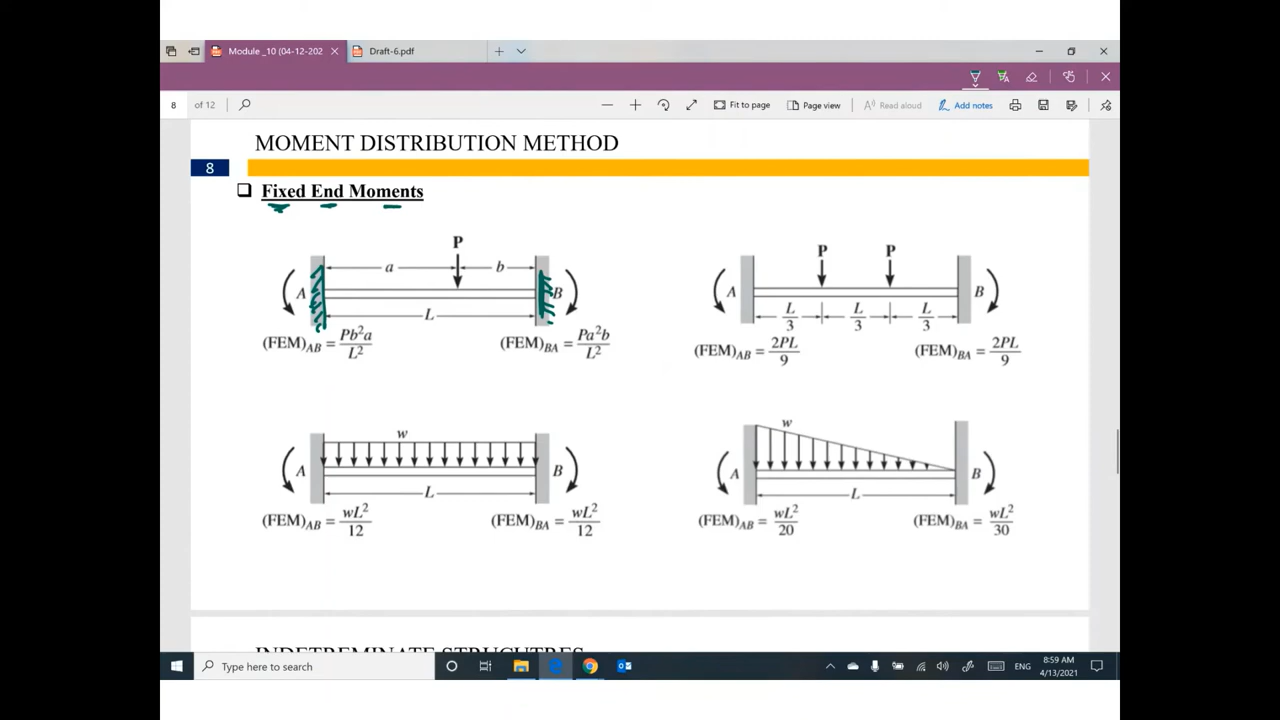 Module _10 (04-12-202
Draft-6.pdf
8 of 12
Fit to page
Page view
Read aloud
Add notes
MOMENT DISTRIBUTION METHOD
8
Fixed End Moments
P
a b
A B
L
(FEM)AB = Pb²a/L² (FEM)BA = Pa²b/L²
P P
A B
L/3 L/3 L/3
(FEM)AB = 2PL/9 (FEM)BA = 2PL/9
w
A B
L
(FEM)AB = wL²/12 (FEM)BA = wL²/12
w
A B
L
(FEM)AB = wL²/20 (FEM)BA = wL²/30
INDETREMINATE STRUCUTRES
Type here to search
ENG
8:59 AM
4/13/2021